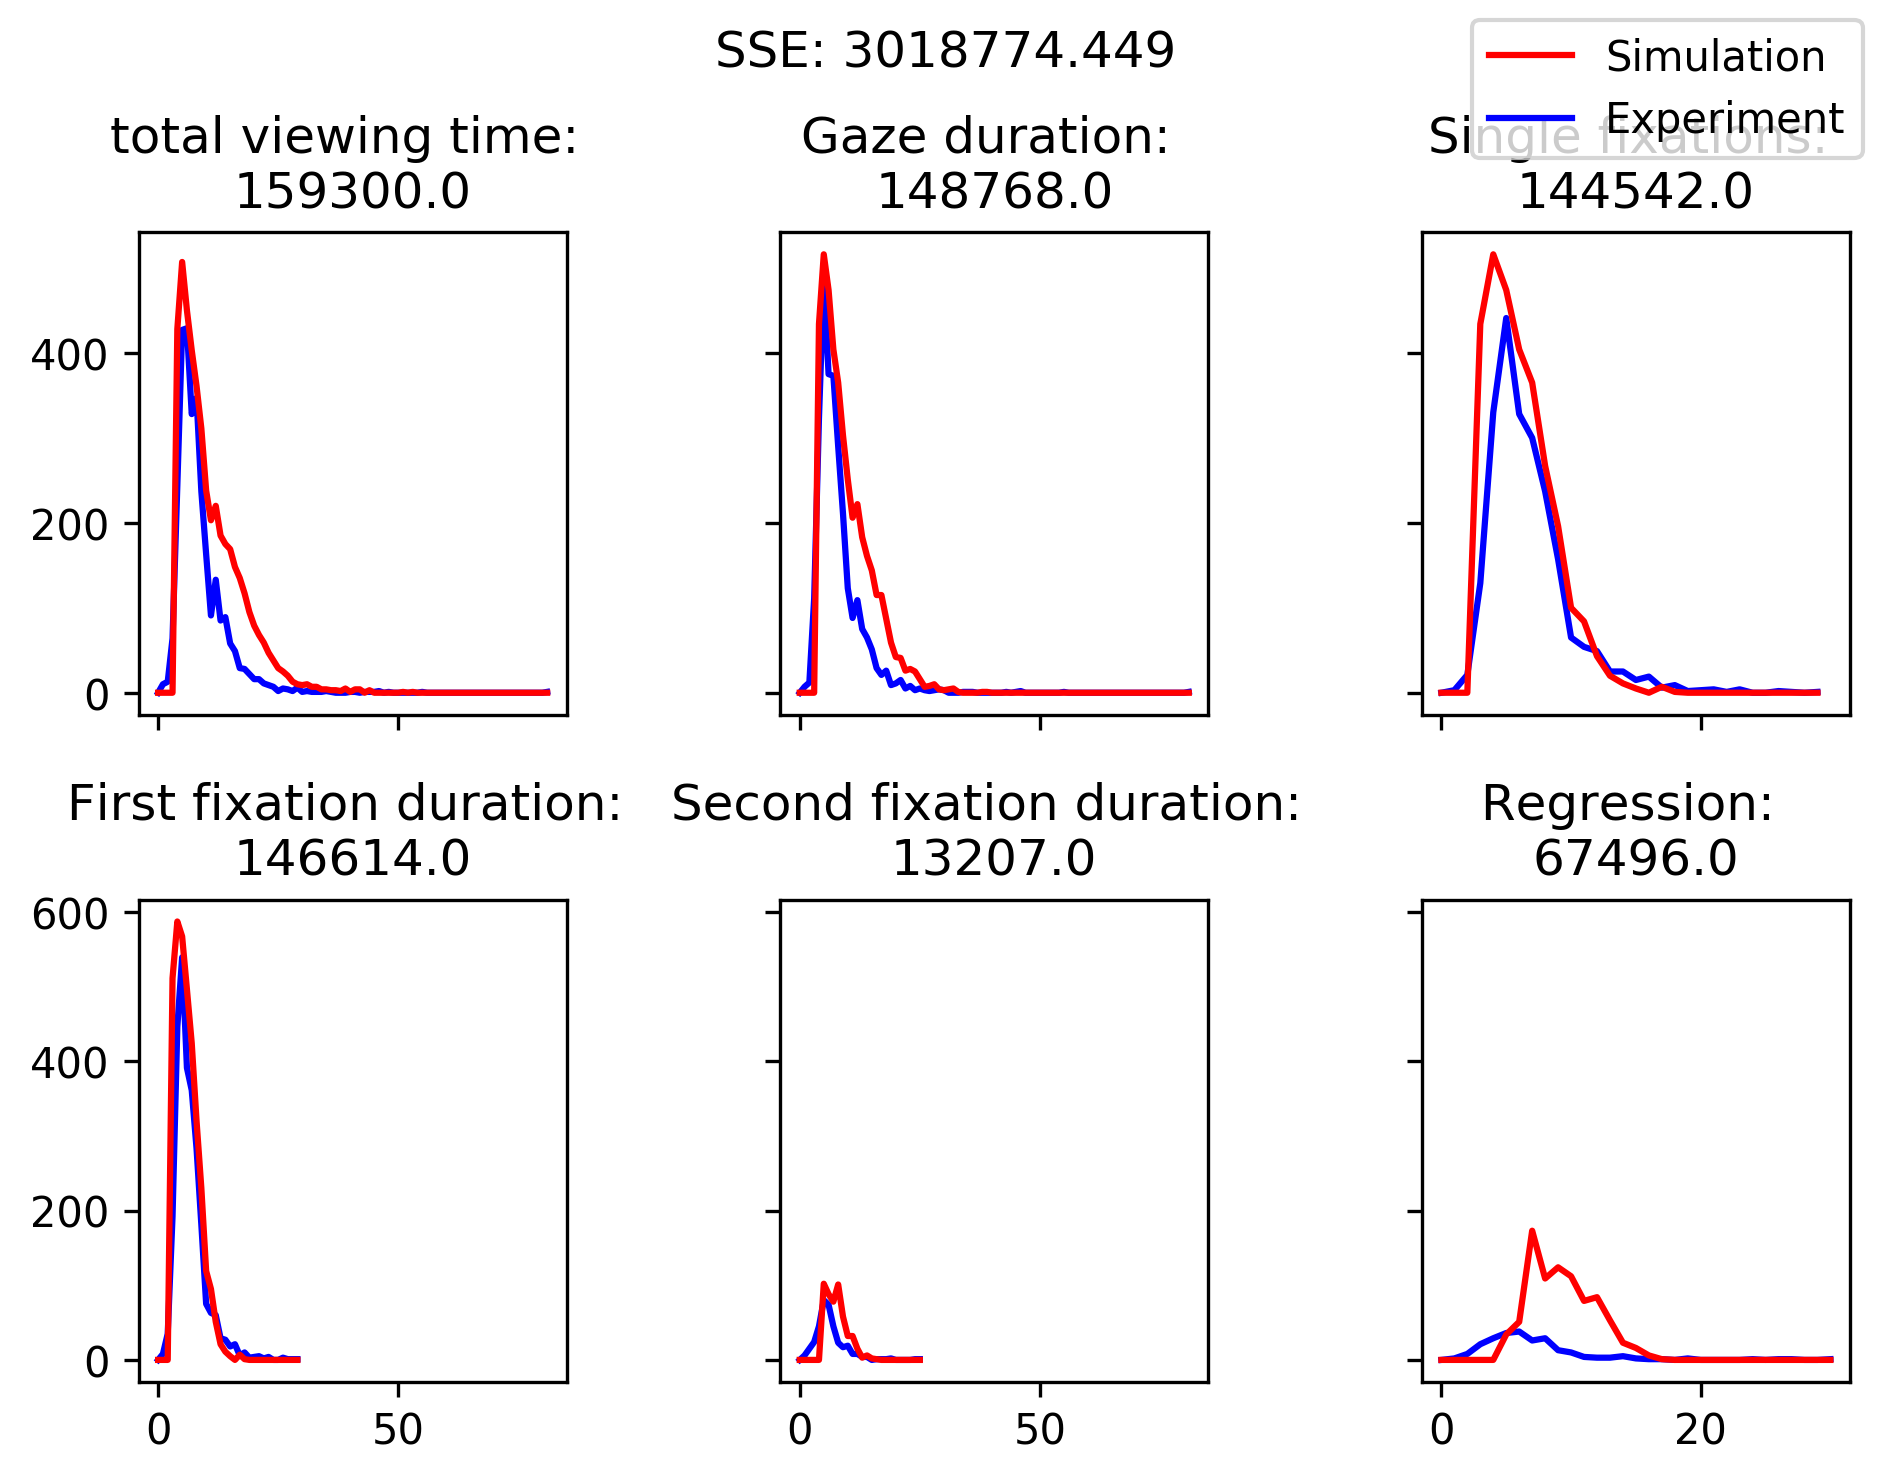 SSE: 3018774.449
Simulation
Experiment
total viewing time:
159300.0
Gaze duration:
148768.0
Single fixations:
144542.0
400
200
0
First fixation duration:
146614.0
Second fixation duration:
13207.0
Regression:
67496.0
600
400
200
0
0 50
0 50
0 20